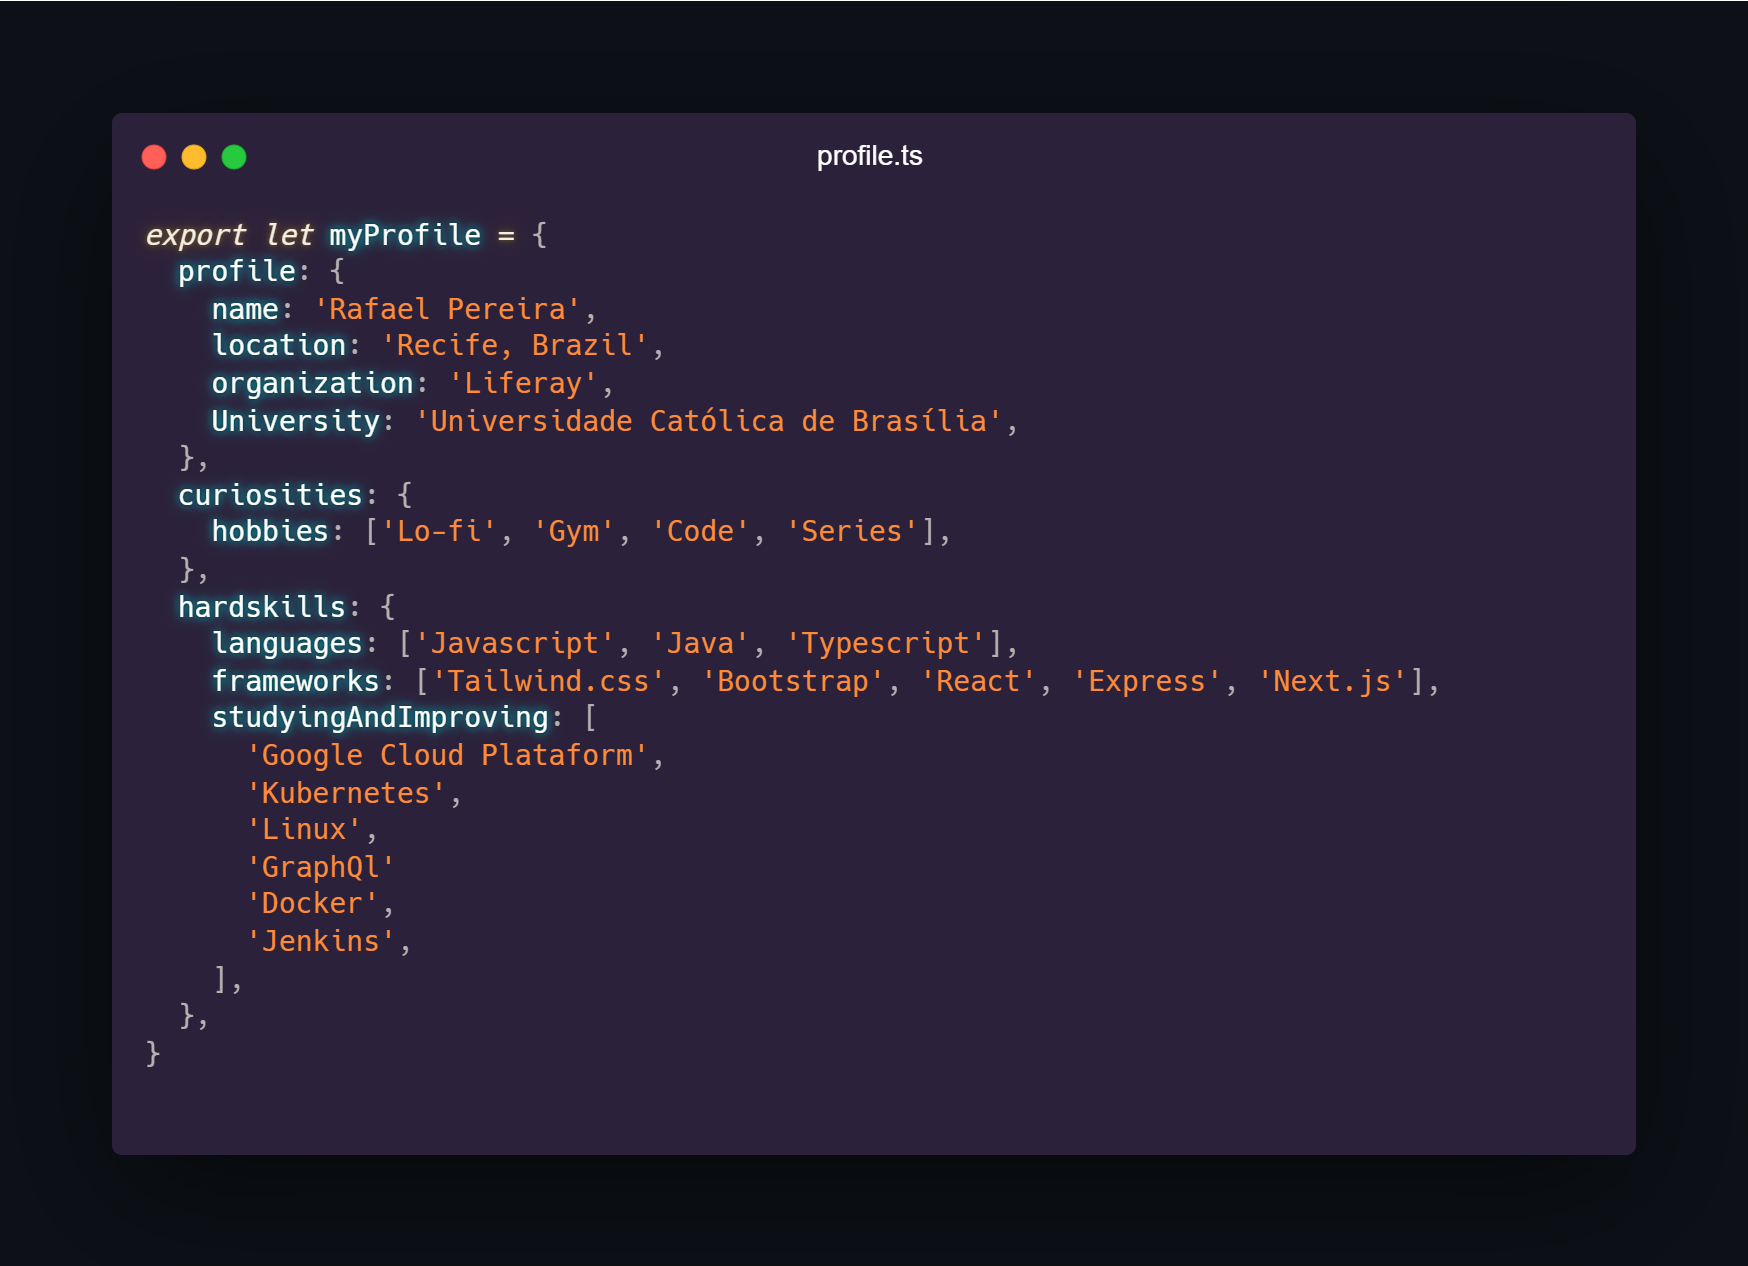 profile.ts
export let myProfile = {
  profile: {
    name: 'Rafael Pereira',
    location: 'Recife, Brazil',
    organization: 'Liferay',
    University: 'Universidade Católica de Brasília',
  },
  curiosities: {
    hobbies: ['Lo-fi', 'Gym', 'Code', 'Series'],
  },
  hardskills: {
    languages: ['Javascript', 'Java', 'Typescript'],
    frameworks: ['Tailwind.css', 'Bootstrap', 'React', 'Express', 'Next.js'],
    studyingAndImproving: [
      'Google Cloud Plataform',
      'Kubernetes',
      'Linux',
      'GraphQl'
      'Docker',
      'Jenkins',
    ],
  },
}